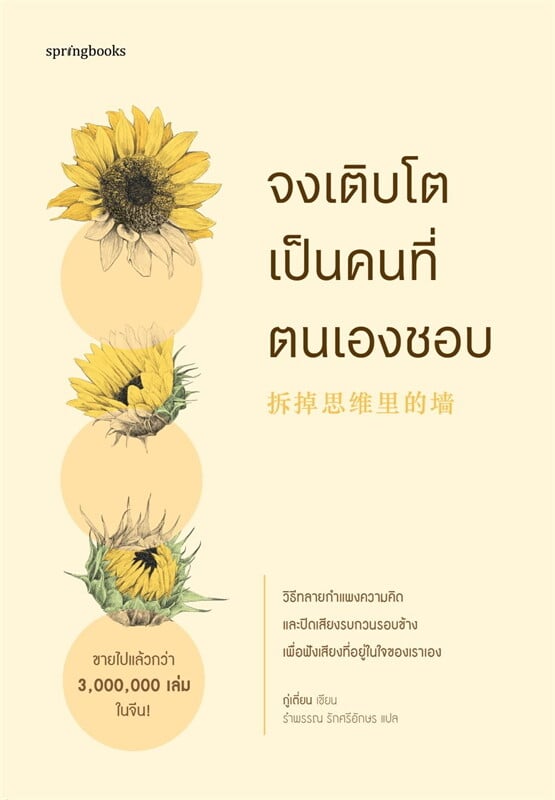 springbooks
จงเติบโต
เป็นคนที่
ตนเองชอบ
拆掉思维里的墙
วิธีทลายกำแพงความคิด
และปิดเสียงรบกวนรอบข้าง
เพื่อฟังเสียงที่อยู่ในใจของเราเอง
กู่เตี่ยน เขียน
รำพรรณ รักศรีอักษร แปล
ขายไปแล้วกว่า
3,000,000 เล่ม
ในจีน!